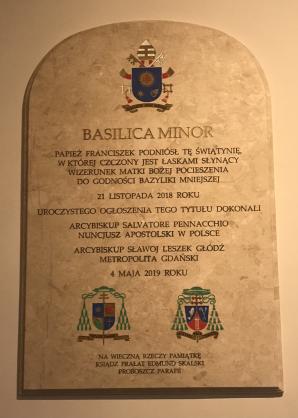 BASILICA MINOR
PAPIEŻ FRANCISZEK PODNIÓSŁ TĘ ŚWIĄTYNIĘ,
W KTÓREJ CZCZONY JEST ŁASKAMI SŁYNĄCY
WIZERUNEK MATKI BOŻEJ POCIESZENIA
DO GODNOŚCI BAZYLIKI MNIEJSZEJ
21 LISTOPADA 2018 ROKU
UROCZYSTEGO OGŁOSZENIA TEGO TYTUŁU DOKONALI
ARCYBISKUP SALVATORE PENNACCHIO
NUNCJUSZ APOSTOLSKI W POLSCE
ARCYBISKUP SŁAWOJ LESZEK GŁÓDŹ
METROPOLITA GDAŃSKI
4 MAJA 2019 ROKU
NA WIECZNĄ RZECZY PAMIĄTKĘ
KSIĄDZ PRAŁAT EDMUND SKALSKI
PROBOSZCZ PARAFII